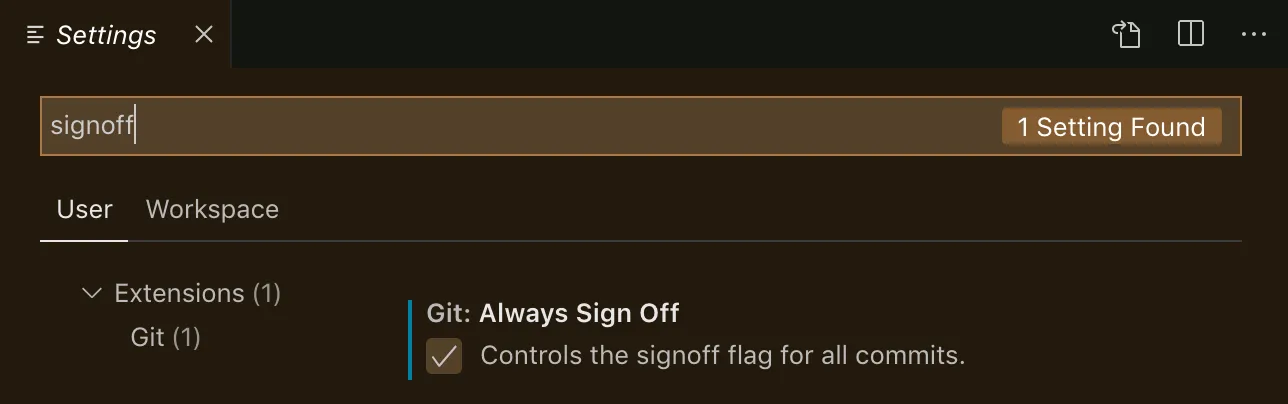 Settings
signoff
1 Setting Found
User
Workspace
Extensions (1)
Git (1)
Git: Always Sign Off
Controls the signoff flag for all commits.